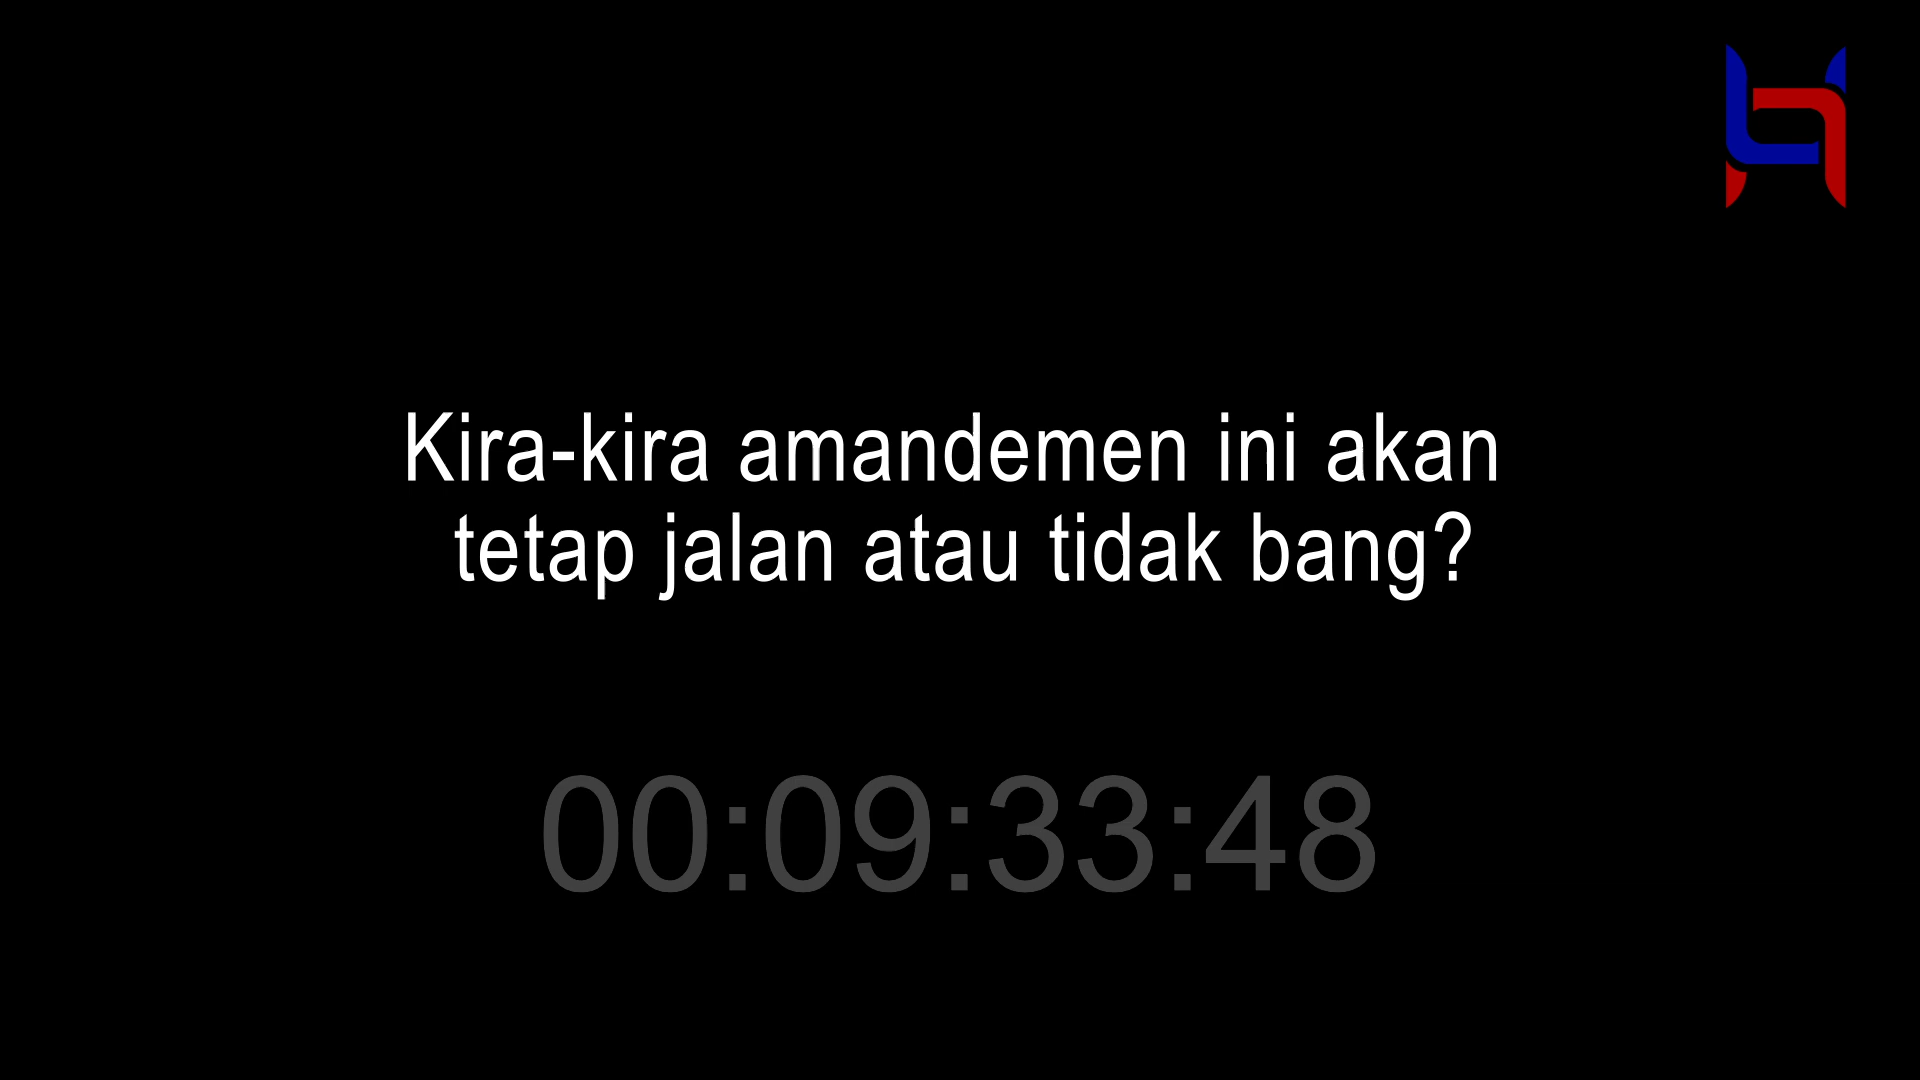 Kira-kira amandemen ini akan
tetap jalan atau tidak bang?
00:09:33:48